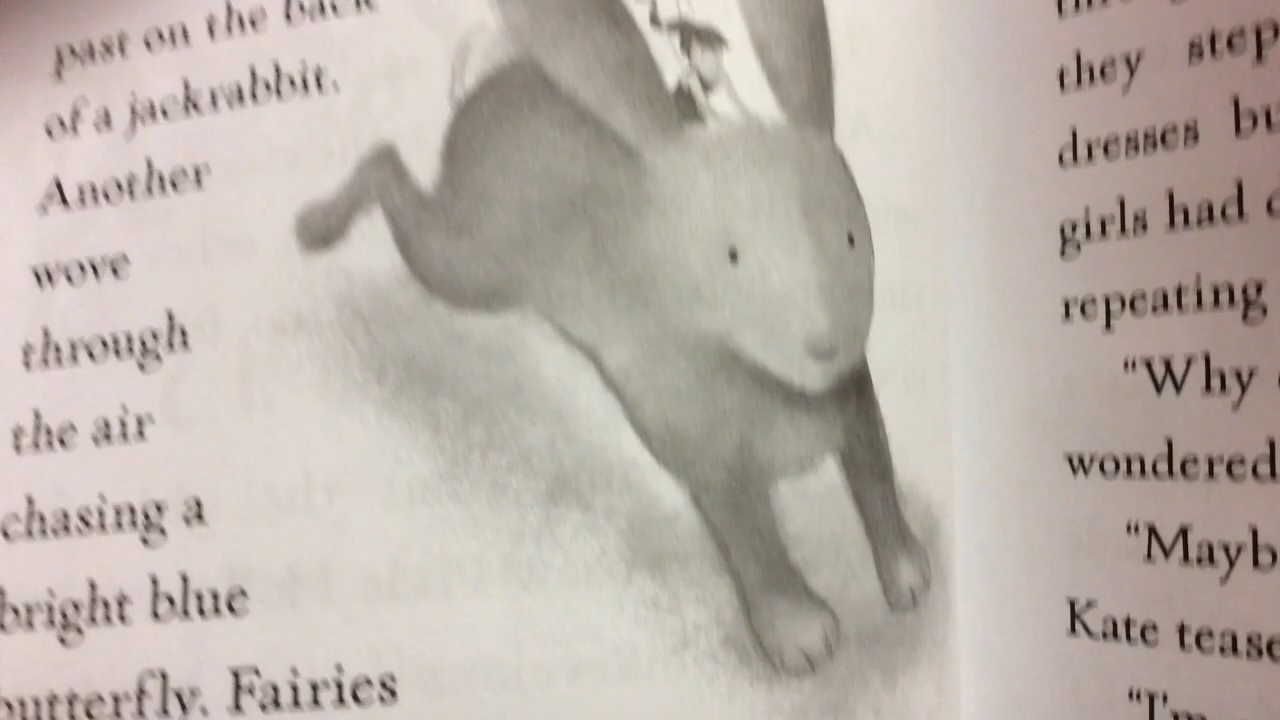 past on the back
of a jackrabbit.
Another
wove
through
the air
chasing a
bright blue
butterfly. Fairies
they step
dresses bu
girls had
repeating
“Why
wondered
“Mayb
Kate tease
“I'm